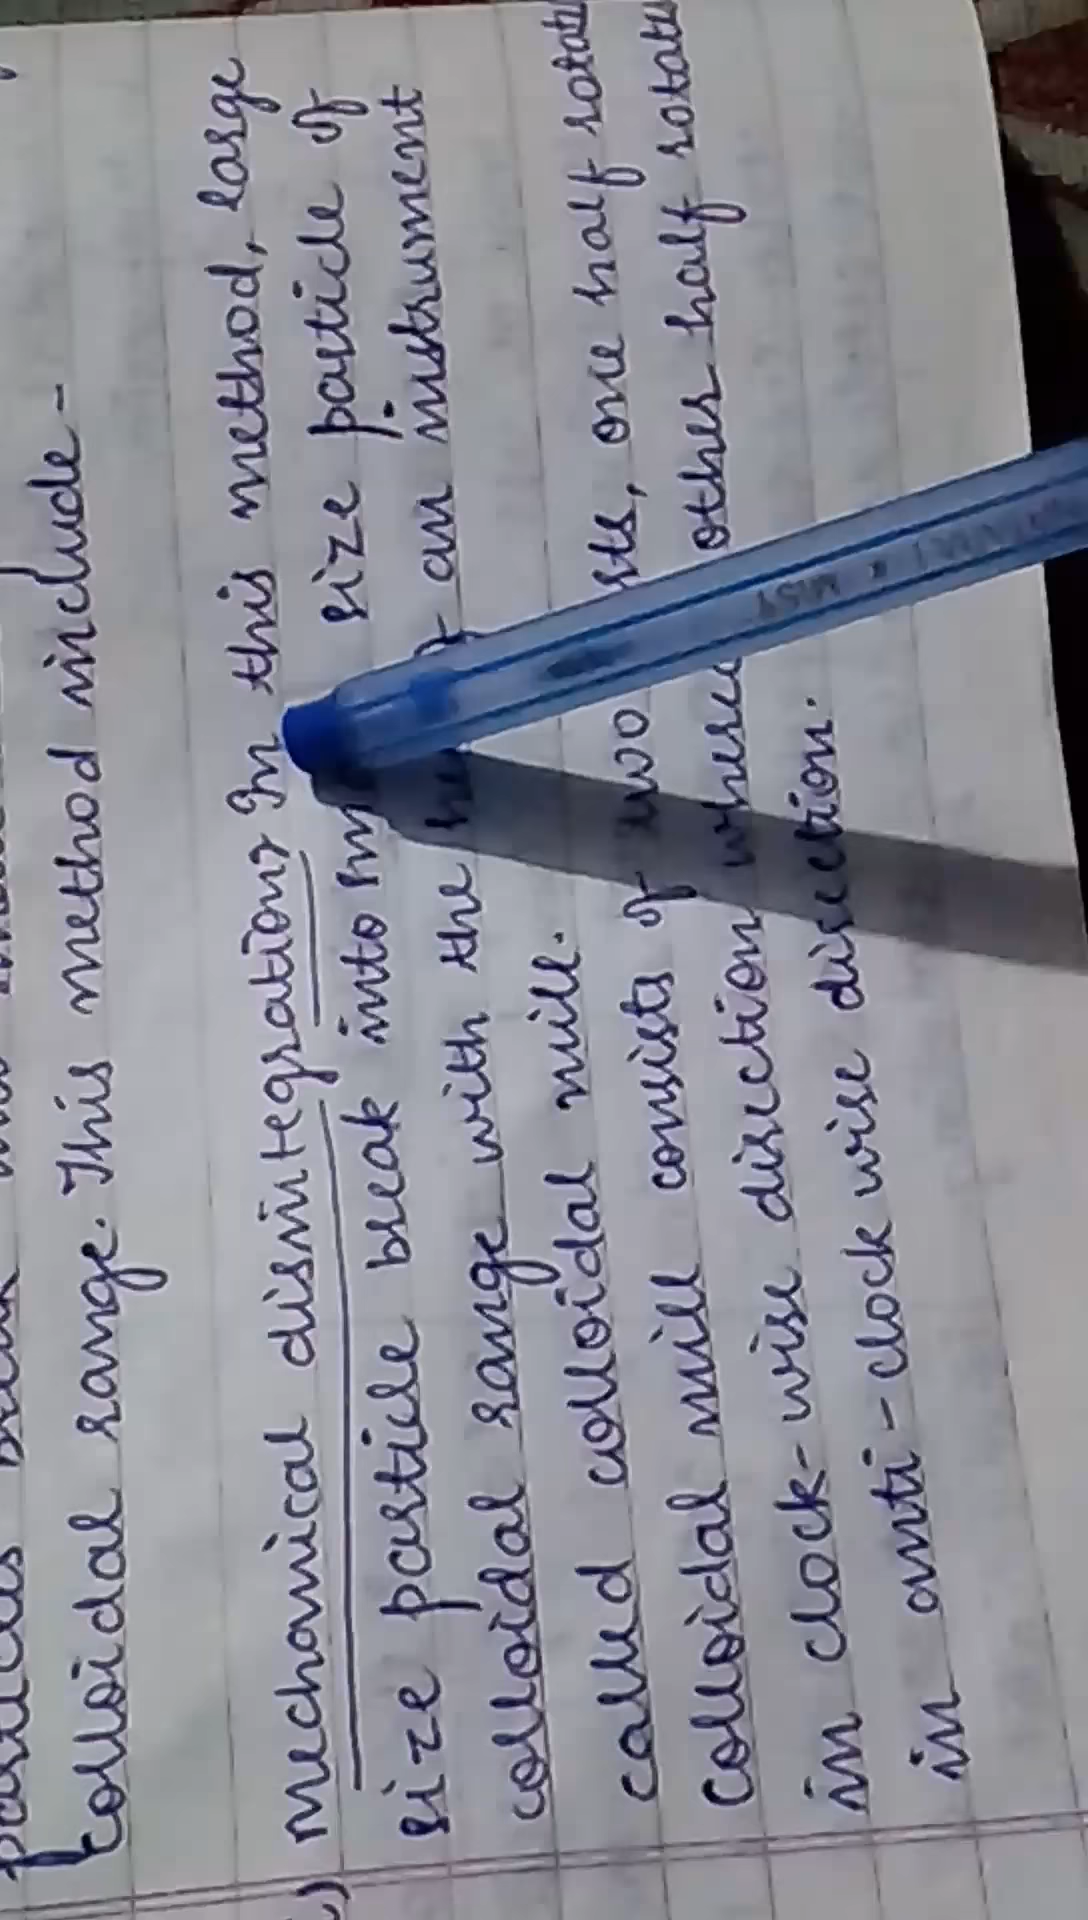 colloidal range. This method include -
mechanical disintegration In this method, large
size particle break into size particle of
colloidal range with the an instrument
called colloidal mill.
colloidal mill consists of two one half rotate
in clock-wise direction where other half rotate
in anti-clock wise direction.